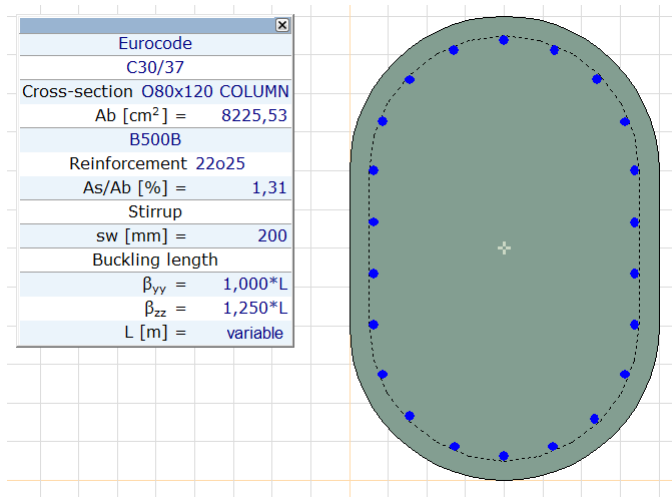 Eurocode
C30/37
Cross-section O80x120 COLUMN
Ab [cm²] = 8225,53
B500B
Reinforcement 22o25
As/Ab [%] = 1,31
Stirrup
sw [mm] = 200
Buckling length
βyy = 1,000*L
βzz = 1,250*L
L [m] = variable